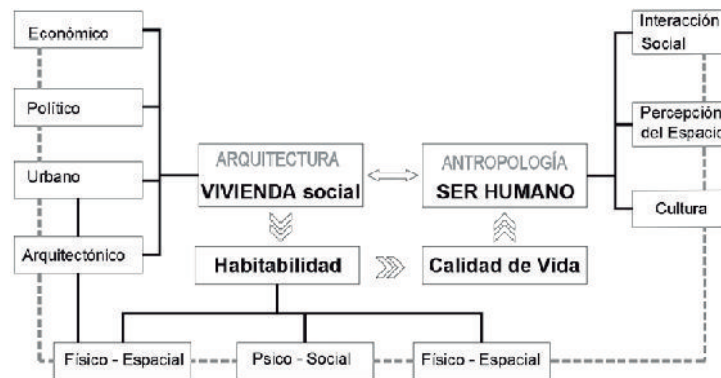 Económico
Político
Urbano
Arquitectónico
ARQUITECTURA
VIVIENDA social
ANTROPOLOGÍA
SER HUMANO
Interacción
Social
Percepción
del Espacio
Cultura
Habitabilidad
Calidad de Vida
Físico - Espacial
Psico - Social
Físico - Espacial